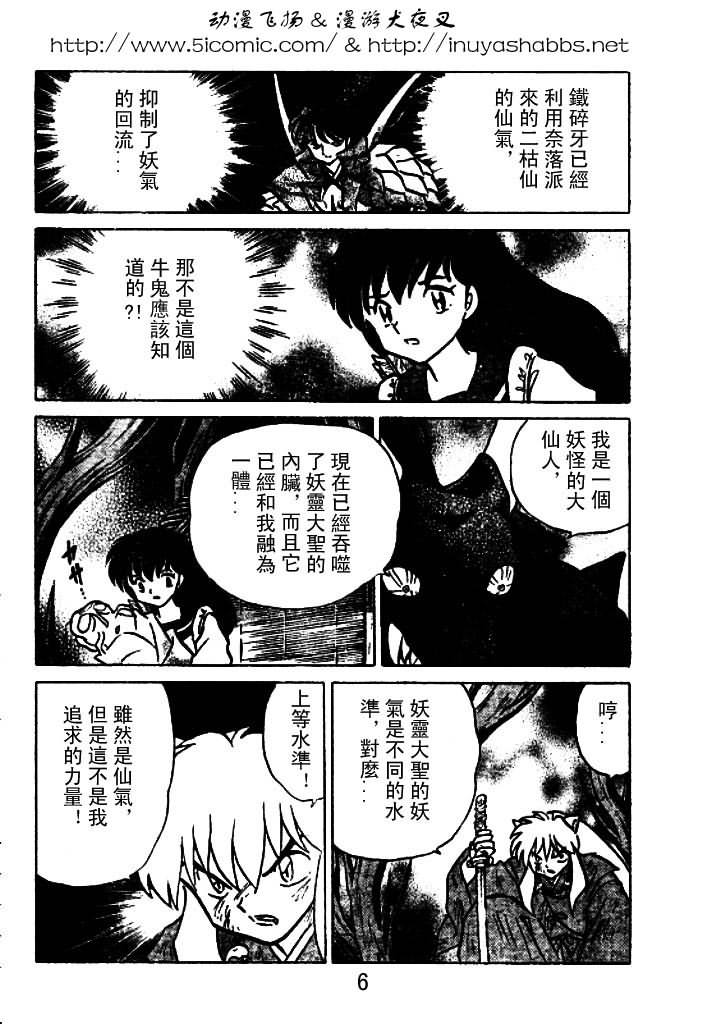 动漫飞扬 & 漫游犬夜叉
http://www.5icomic.com/ & http://inuyashabbs.net
鐵碎牙已經
利用奈落派
來的二枯仙
的仙氣，
抑制了妖氣
的回流…
那不是這個
牛鬼應該知
道的?!
我是一個
妖怪的大
仙人，
現在已經吞噬
了妖靈大聖的
內臟，而且它
已經和我融為
一體…
カサ…
哼…
妖靈大聖的妖
氣是不同的水
準，對麼…
上等水準！
雖然是仙氣，
但是這不是我
追求的力量！
6